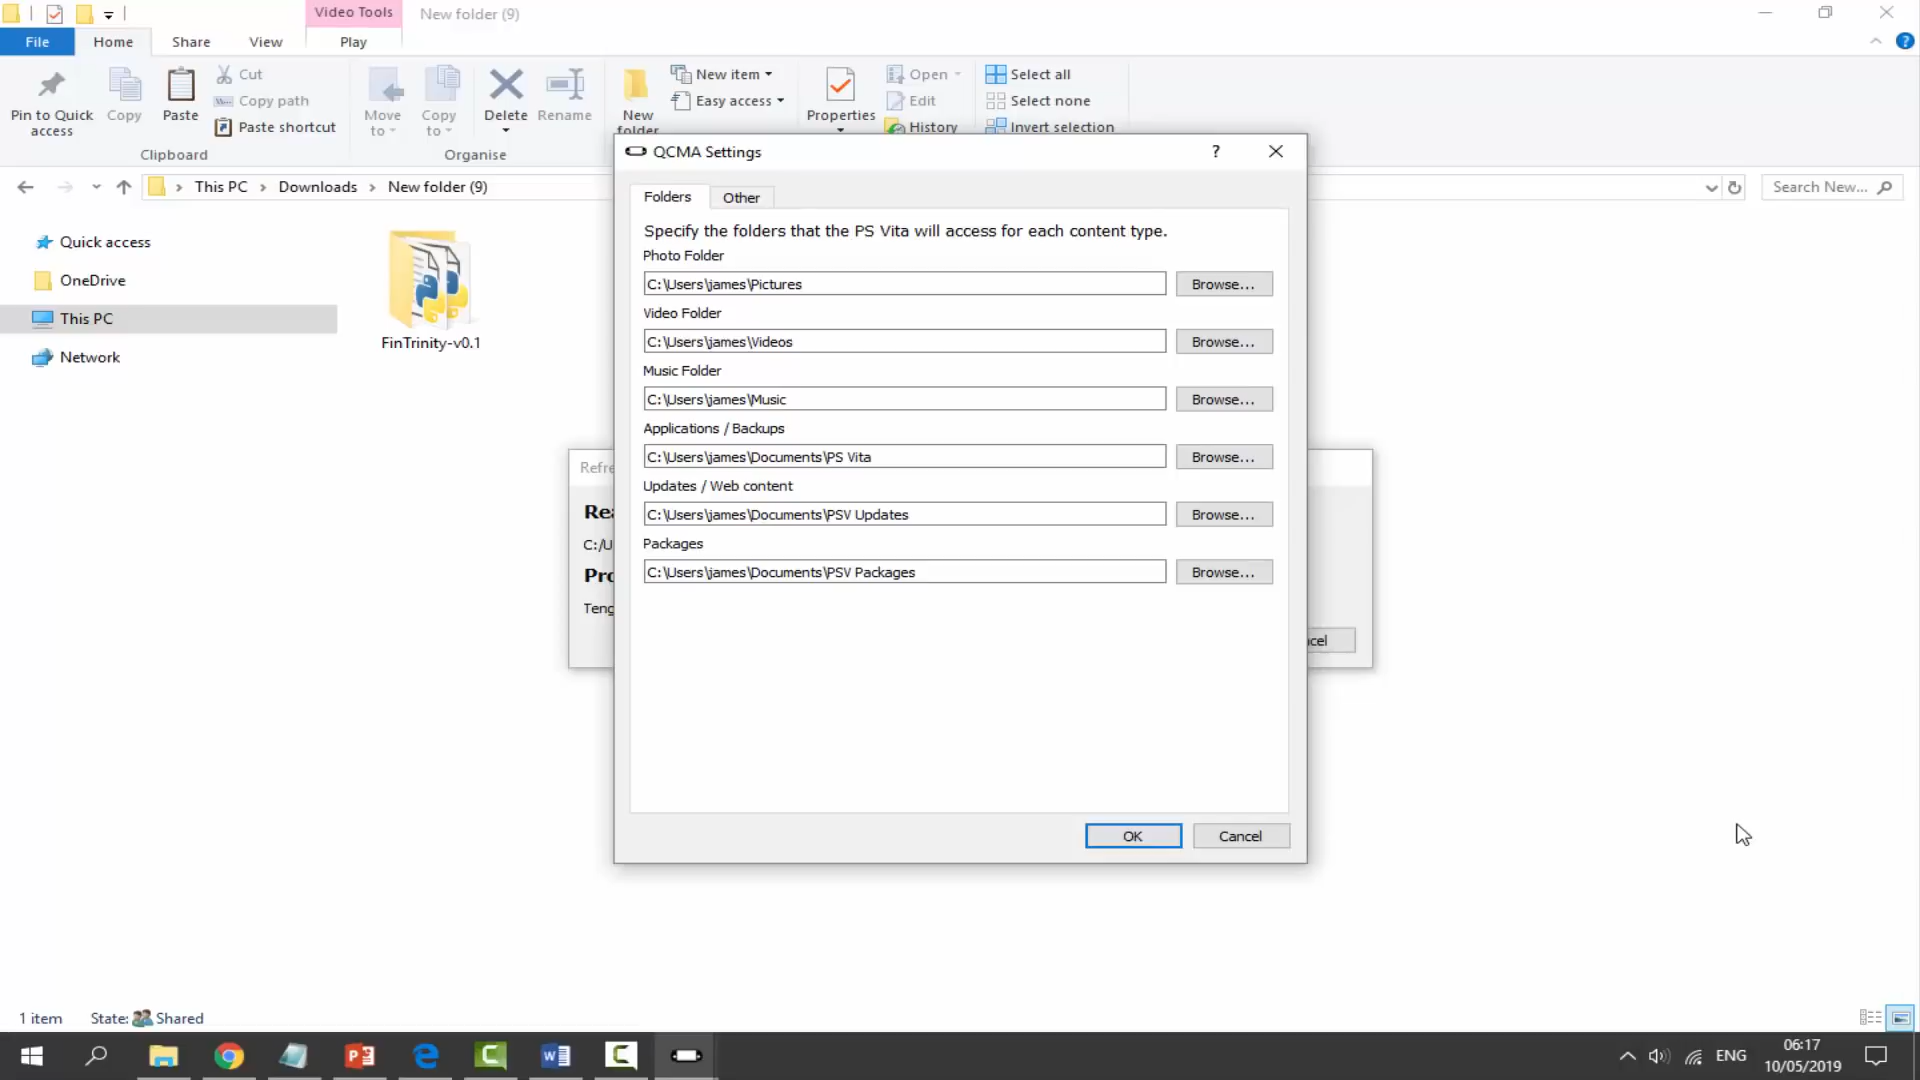 Video Tools
New folder (9)
File
Home
Share
View
Play
Pin to Quick access
Copy
Paste
Cut
Copy path
Paste shortcut
Clipboard
Move to
Copy to
Delete
Rename
Organise
New folder
New item
Easy access
Properties
Open
Edit
History
Select all
Select none
Invert selection
This PC > Downloads > New folder (9)
Search New...
Quick access
OneDrive
This PC
Network
FinTrinity-v0.1
QCMA Settings
?
Folders
Other
Specify the folders that the PS Vita will access for each content type.
Photo Folder
C:\Users\james\Pictures
Browse...
Video Folder
C:\Users\james\Videos
Browse...
Music Folder
C:\Users\james\Music
Browse...
Applications / Backups
C:\Users\james\Documents\PS Vita
Browse...
Updates / Web content
C:\Users\james\Documents\PSV Updates
Browse...
Packages
C:\Users\james\Documents\PSV Packages
Browse...
OK
Cancel
Refre
Rea
C:/U
Pro
Teng
cel
1 item
State:
Shared
ENG
06:17
10/05/2019